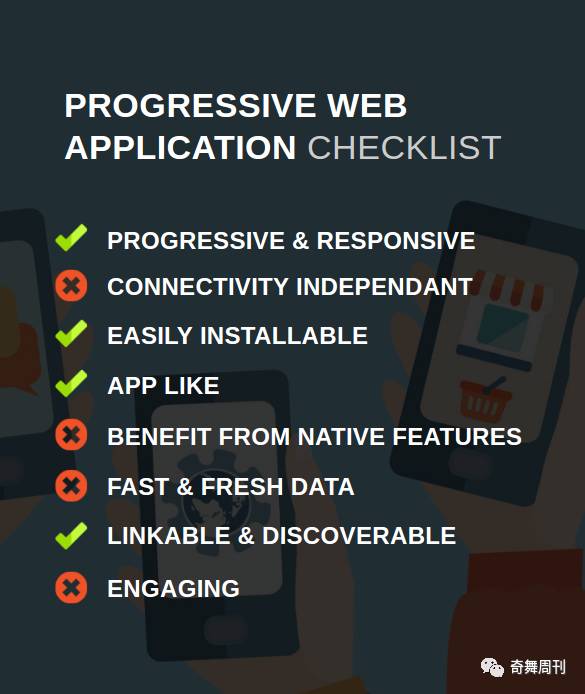 PROGRESSIVE WEB
APPLICATION CHECKLIST
PROGRESSIVE & RESPONSIVE
CONNECTIVITY INDEPENDANT
EASILY INSTALLABLE
APP LIKE
BENEFIT FROM NATIVE FEATURES
FAST & FRESH DATA
LINKABLE & DISCOVERABLE
ENGAGING
奇舞周刊